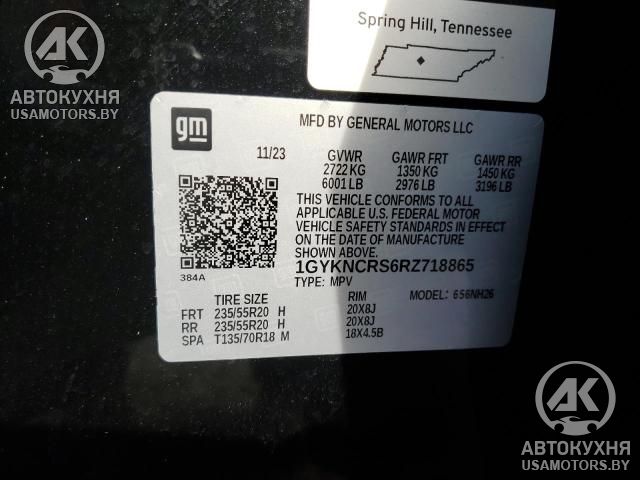 АК
АВТОКУХНЯ
USAMOTORS.BY
Spring Hill, Tennessee
gm
MFD BY GENERAL MOTORS LLC
11/23 GVWR GAWR FRT GAWR RR
2722 KG 1350 KG 1450 KG
6001 LB 2976 LB 3196 LB
THIS VEHICLE CONFORMS TO ALL
APPLICABLE U.S. FEDERAL MOTOR
VEHICLE SAFETY STANDARDS IN EFFECT
ON THE DATE OF MANUFACTURE
SHOWN ABOVE.
1GYKNCRS6RZ718865
384A
TYPE: MPV MODEL: 6S6NH26
TIRE SIZE RIM
FRT 235/55R20 H 20X8J
RR 235/55R20 H 20X8J
SPA T135/70R18 M 18X4.5B
АК
АВТОКУХНЯ
USAMOTORS.BY